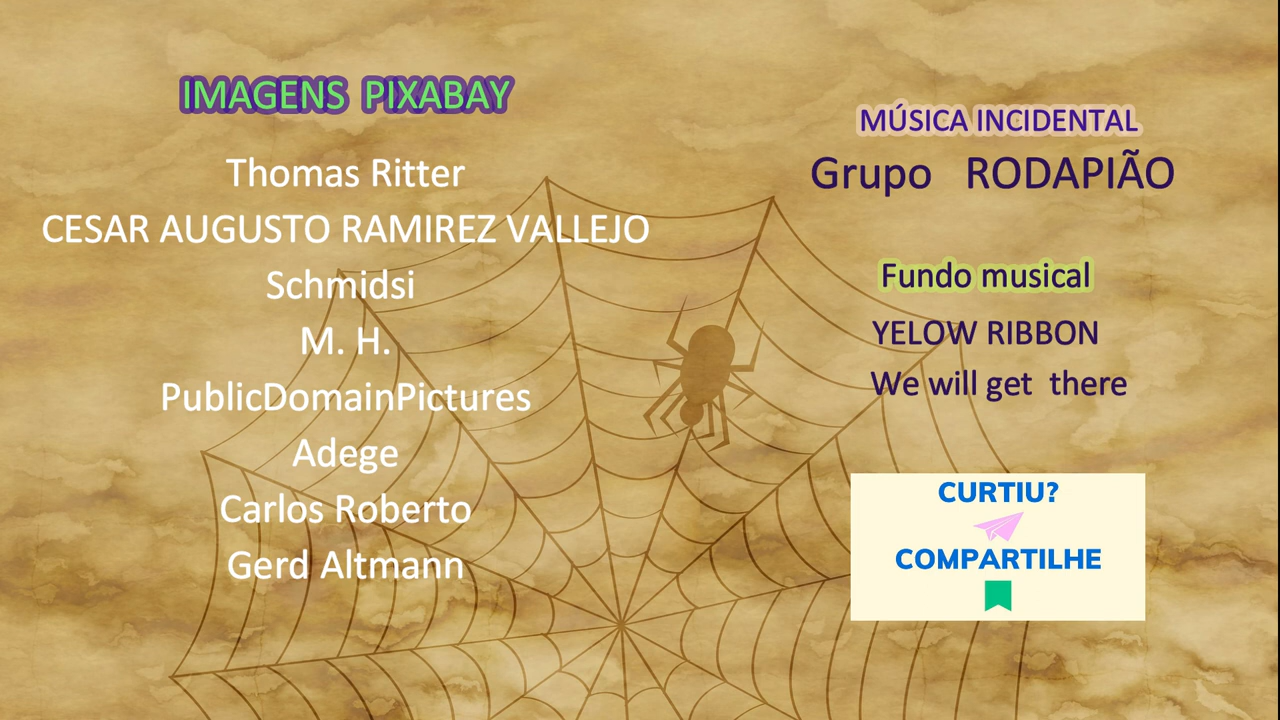 IMAGENS PIXABAY
Thomas Ritter
CESAR AUGUSTO RAMIREZ VALLEJO
Schmidsi
M. H.
PublicDomainPictures
Adege
Carlos Roberto
Gerd Altmann
MÚSICA INCIDENTAL
Grupo RODAPIÃO
Fundo musical
YELOW RIBBON
We will get there
CURTIU?
COMPARTILHE